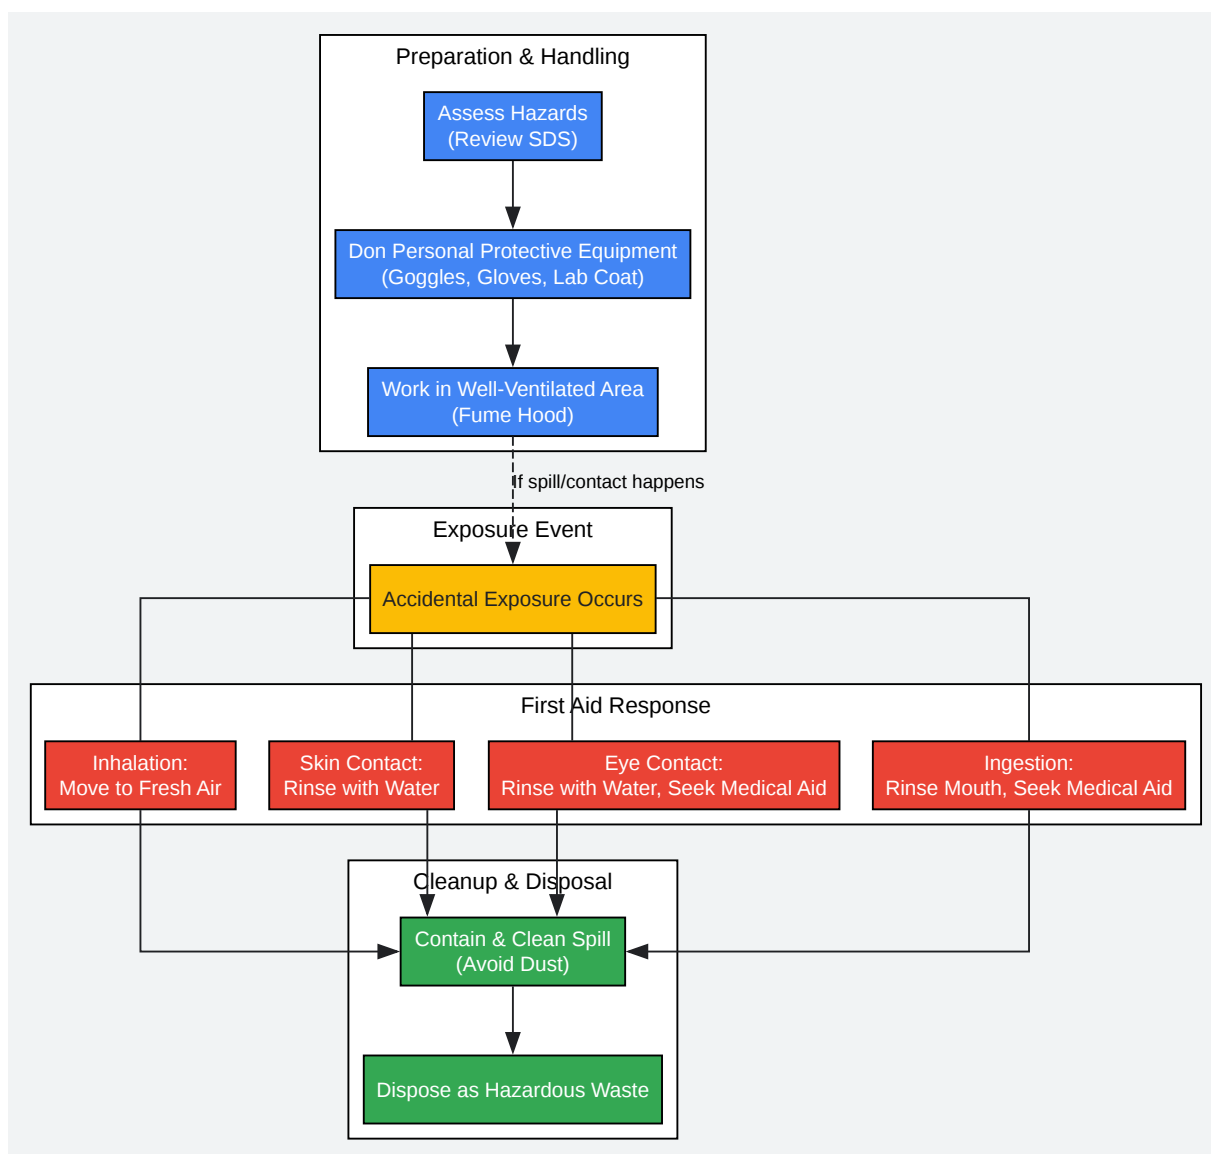 Preparation & Handling
Assess Hazards
(Review SDS)
Don Personal Protective Equipment
(Goggles, Gloves, Lab Coat)
Work in Well-Ventilated Area
(Fume Hood)
If spill/contact happens
Exposure Event
Accidental Exposure Occurs
First Aid Response
Inhalation:
Move to Fresh Air
Skin Contact:
Rinse with Water
Eye Contact:
Rinse with Water, Seek Medical Aid
Ingestion:
Rinse Mouth, Seek Medical Aid
Cleanup & Disposal
Contain & Clean Spill
(Avoid Dust)
Dispose as Hazardous Waste